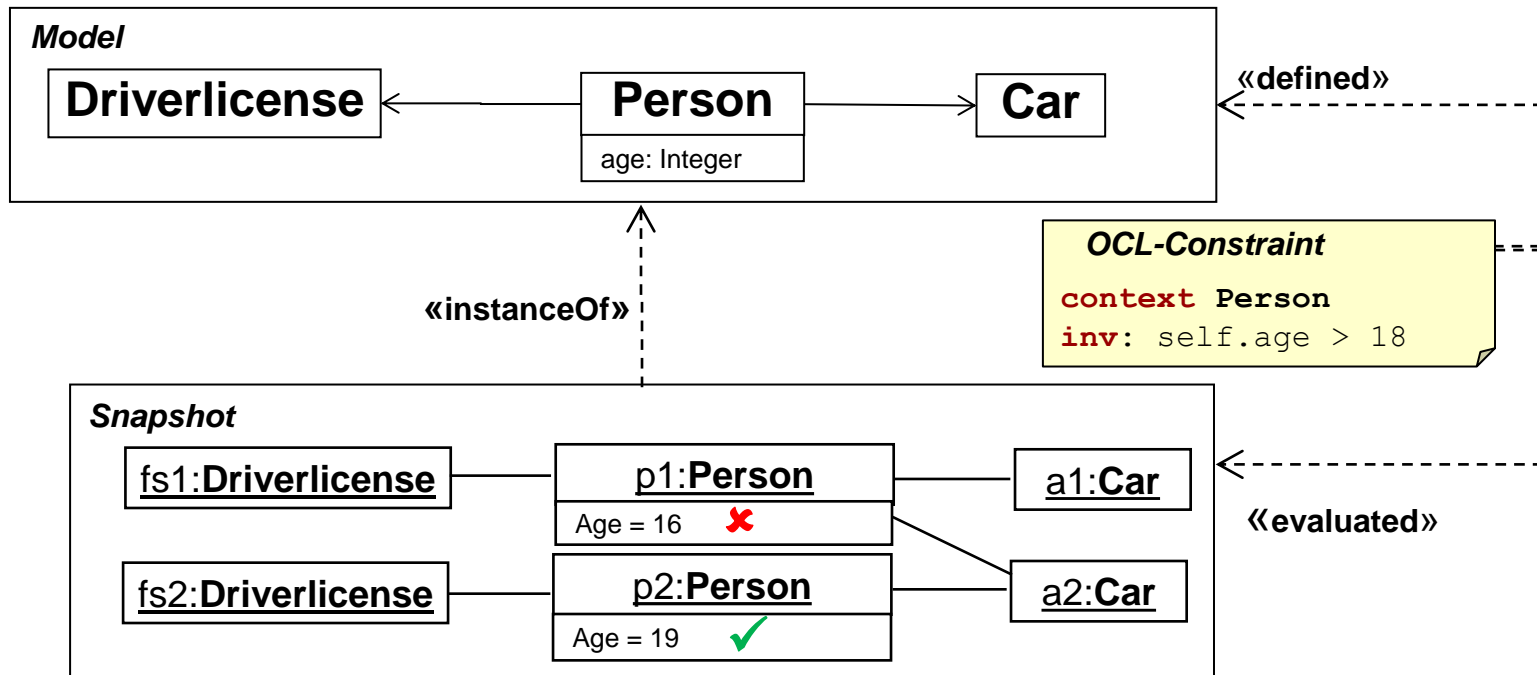 Model
Driverlicense
Person
Car
age: Integer
«defined»
OCL-Constraint
context Person
inv: self.age > 18
«instanceOf»
Snapshot
fs1:Driverlicense
p1:Person
a1:Car
Age = 16
«evaluated»
fs2:Driverlicense
p2:Person
a2:Car
Age = 19